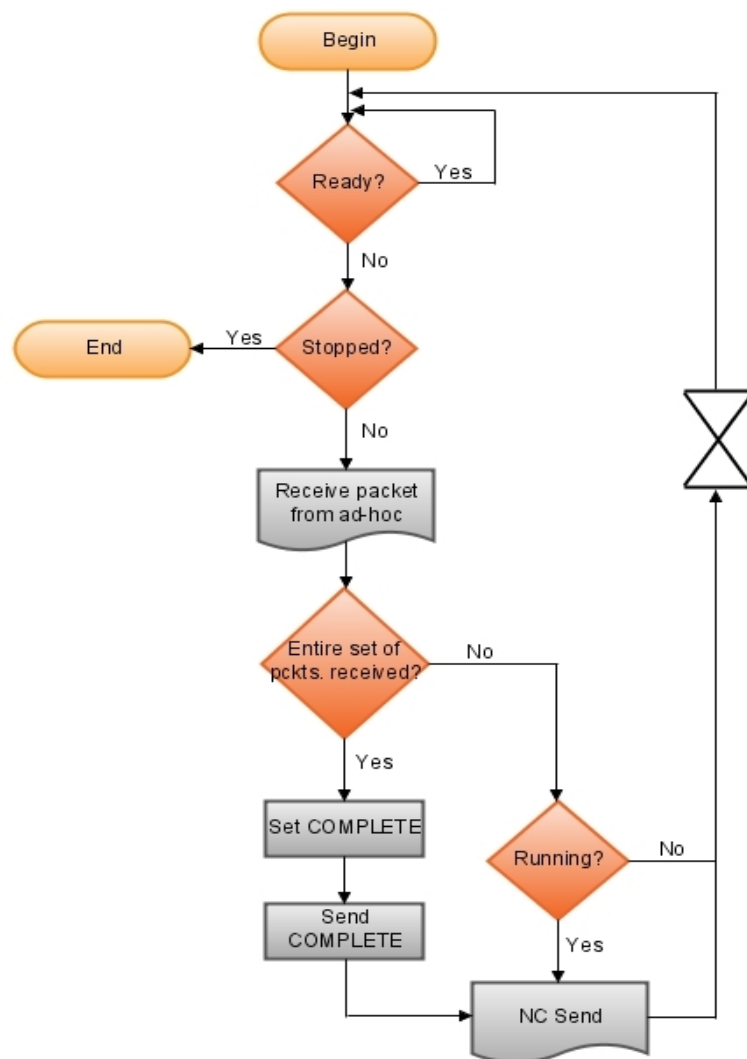 Begin
Ready?
Yes
No
Stopped?
Yes
End
No
Receive packet
from ad-hoc
Entire set of
pckts. received?
No
Yes
Set COMPLETE
Running?
No
Send
COMPLETE
Yes
NC Send